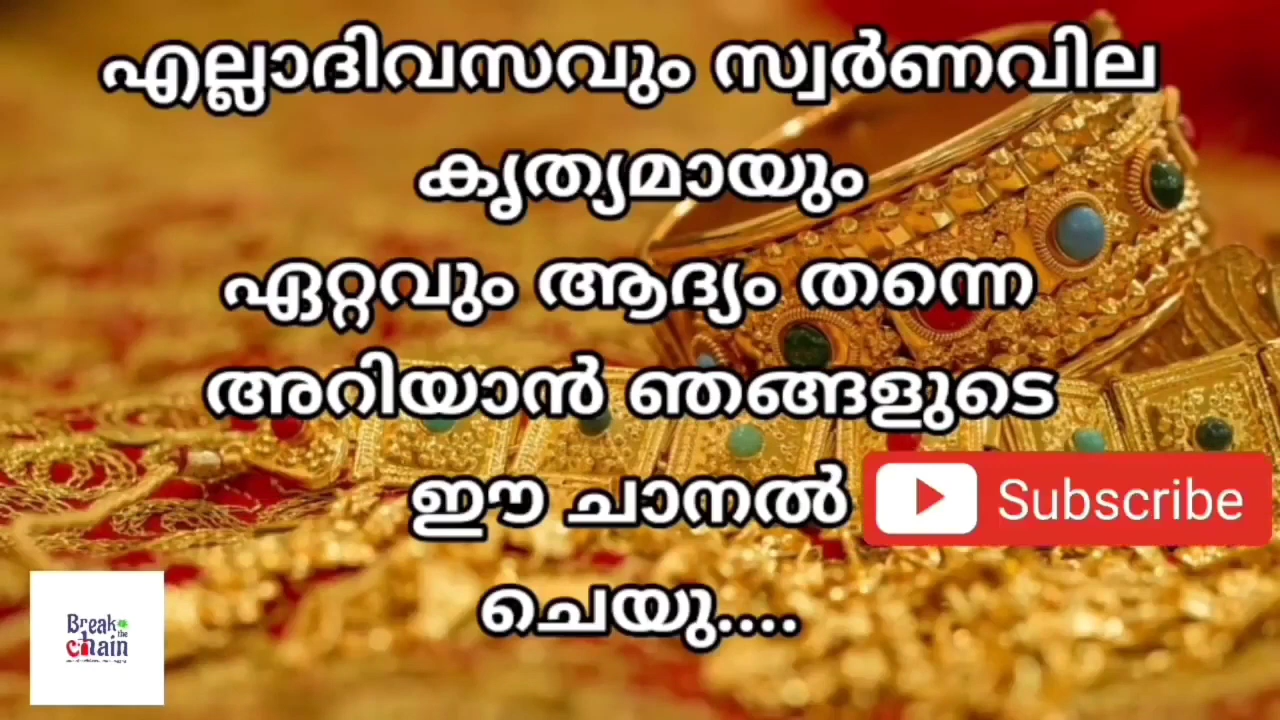 എല്ലാദിവസവും സ്വർണവില
കൃത്യമായും
ഏറ്റവും ആദ്യം തന്നെ
അറിയാൻ ഞങ്ങളുടെ
ഈ ചാനൽ Subscribe
ചെയു....
Break
the
chain